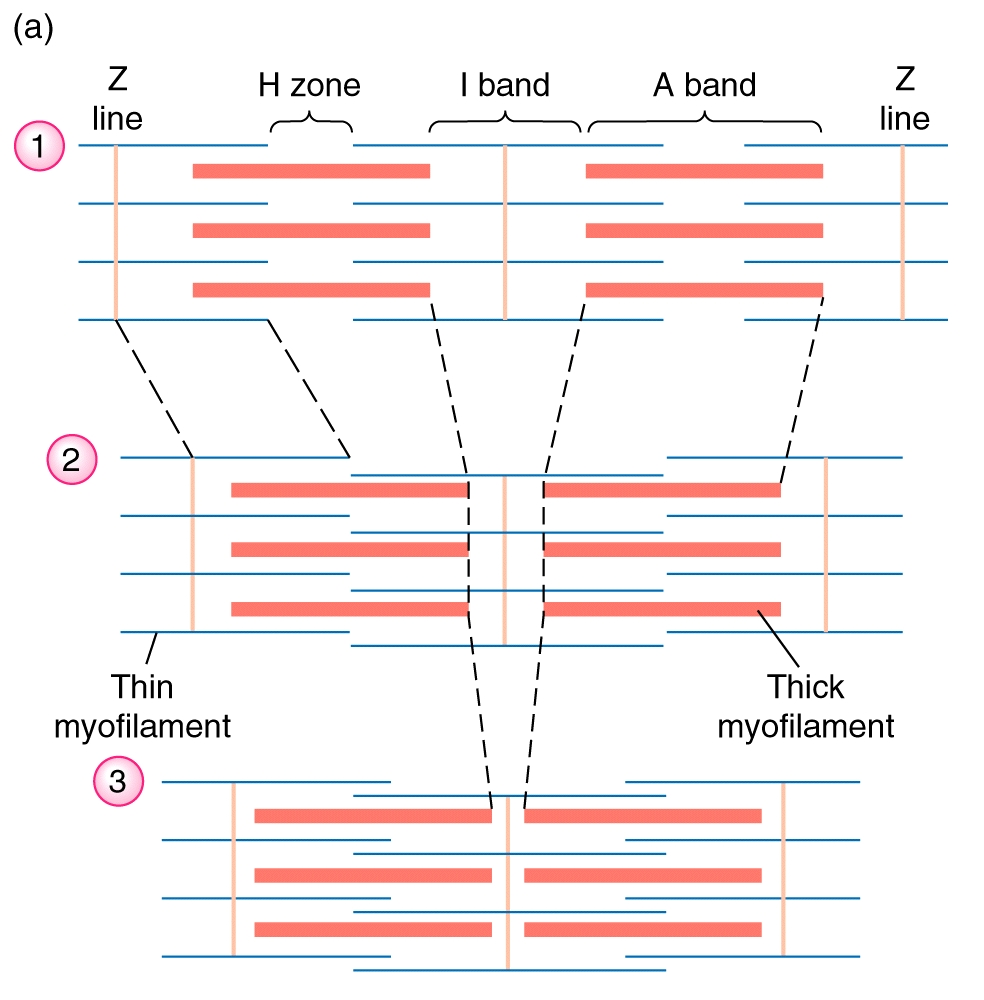 (a)
Z
line
H zone
I band
A band
Z
line
1
2
Thin
myofilament
Thick
myofilament
3